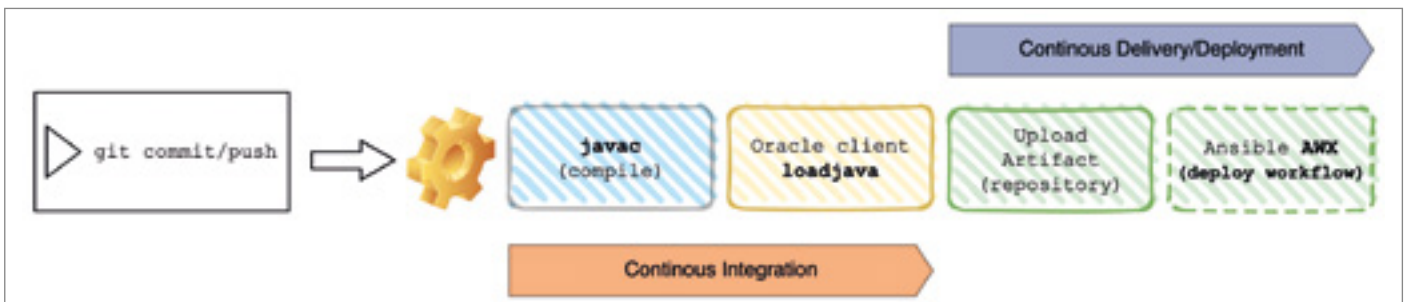 Continous Delivery/Deployment
git commit/push
javac
(compile)
Oracle client
loadjava
Upload
Artifact
(repository)
Ansible AWX
(deploy workflow)
Continous Integration